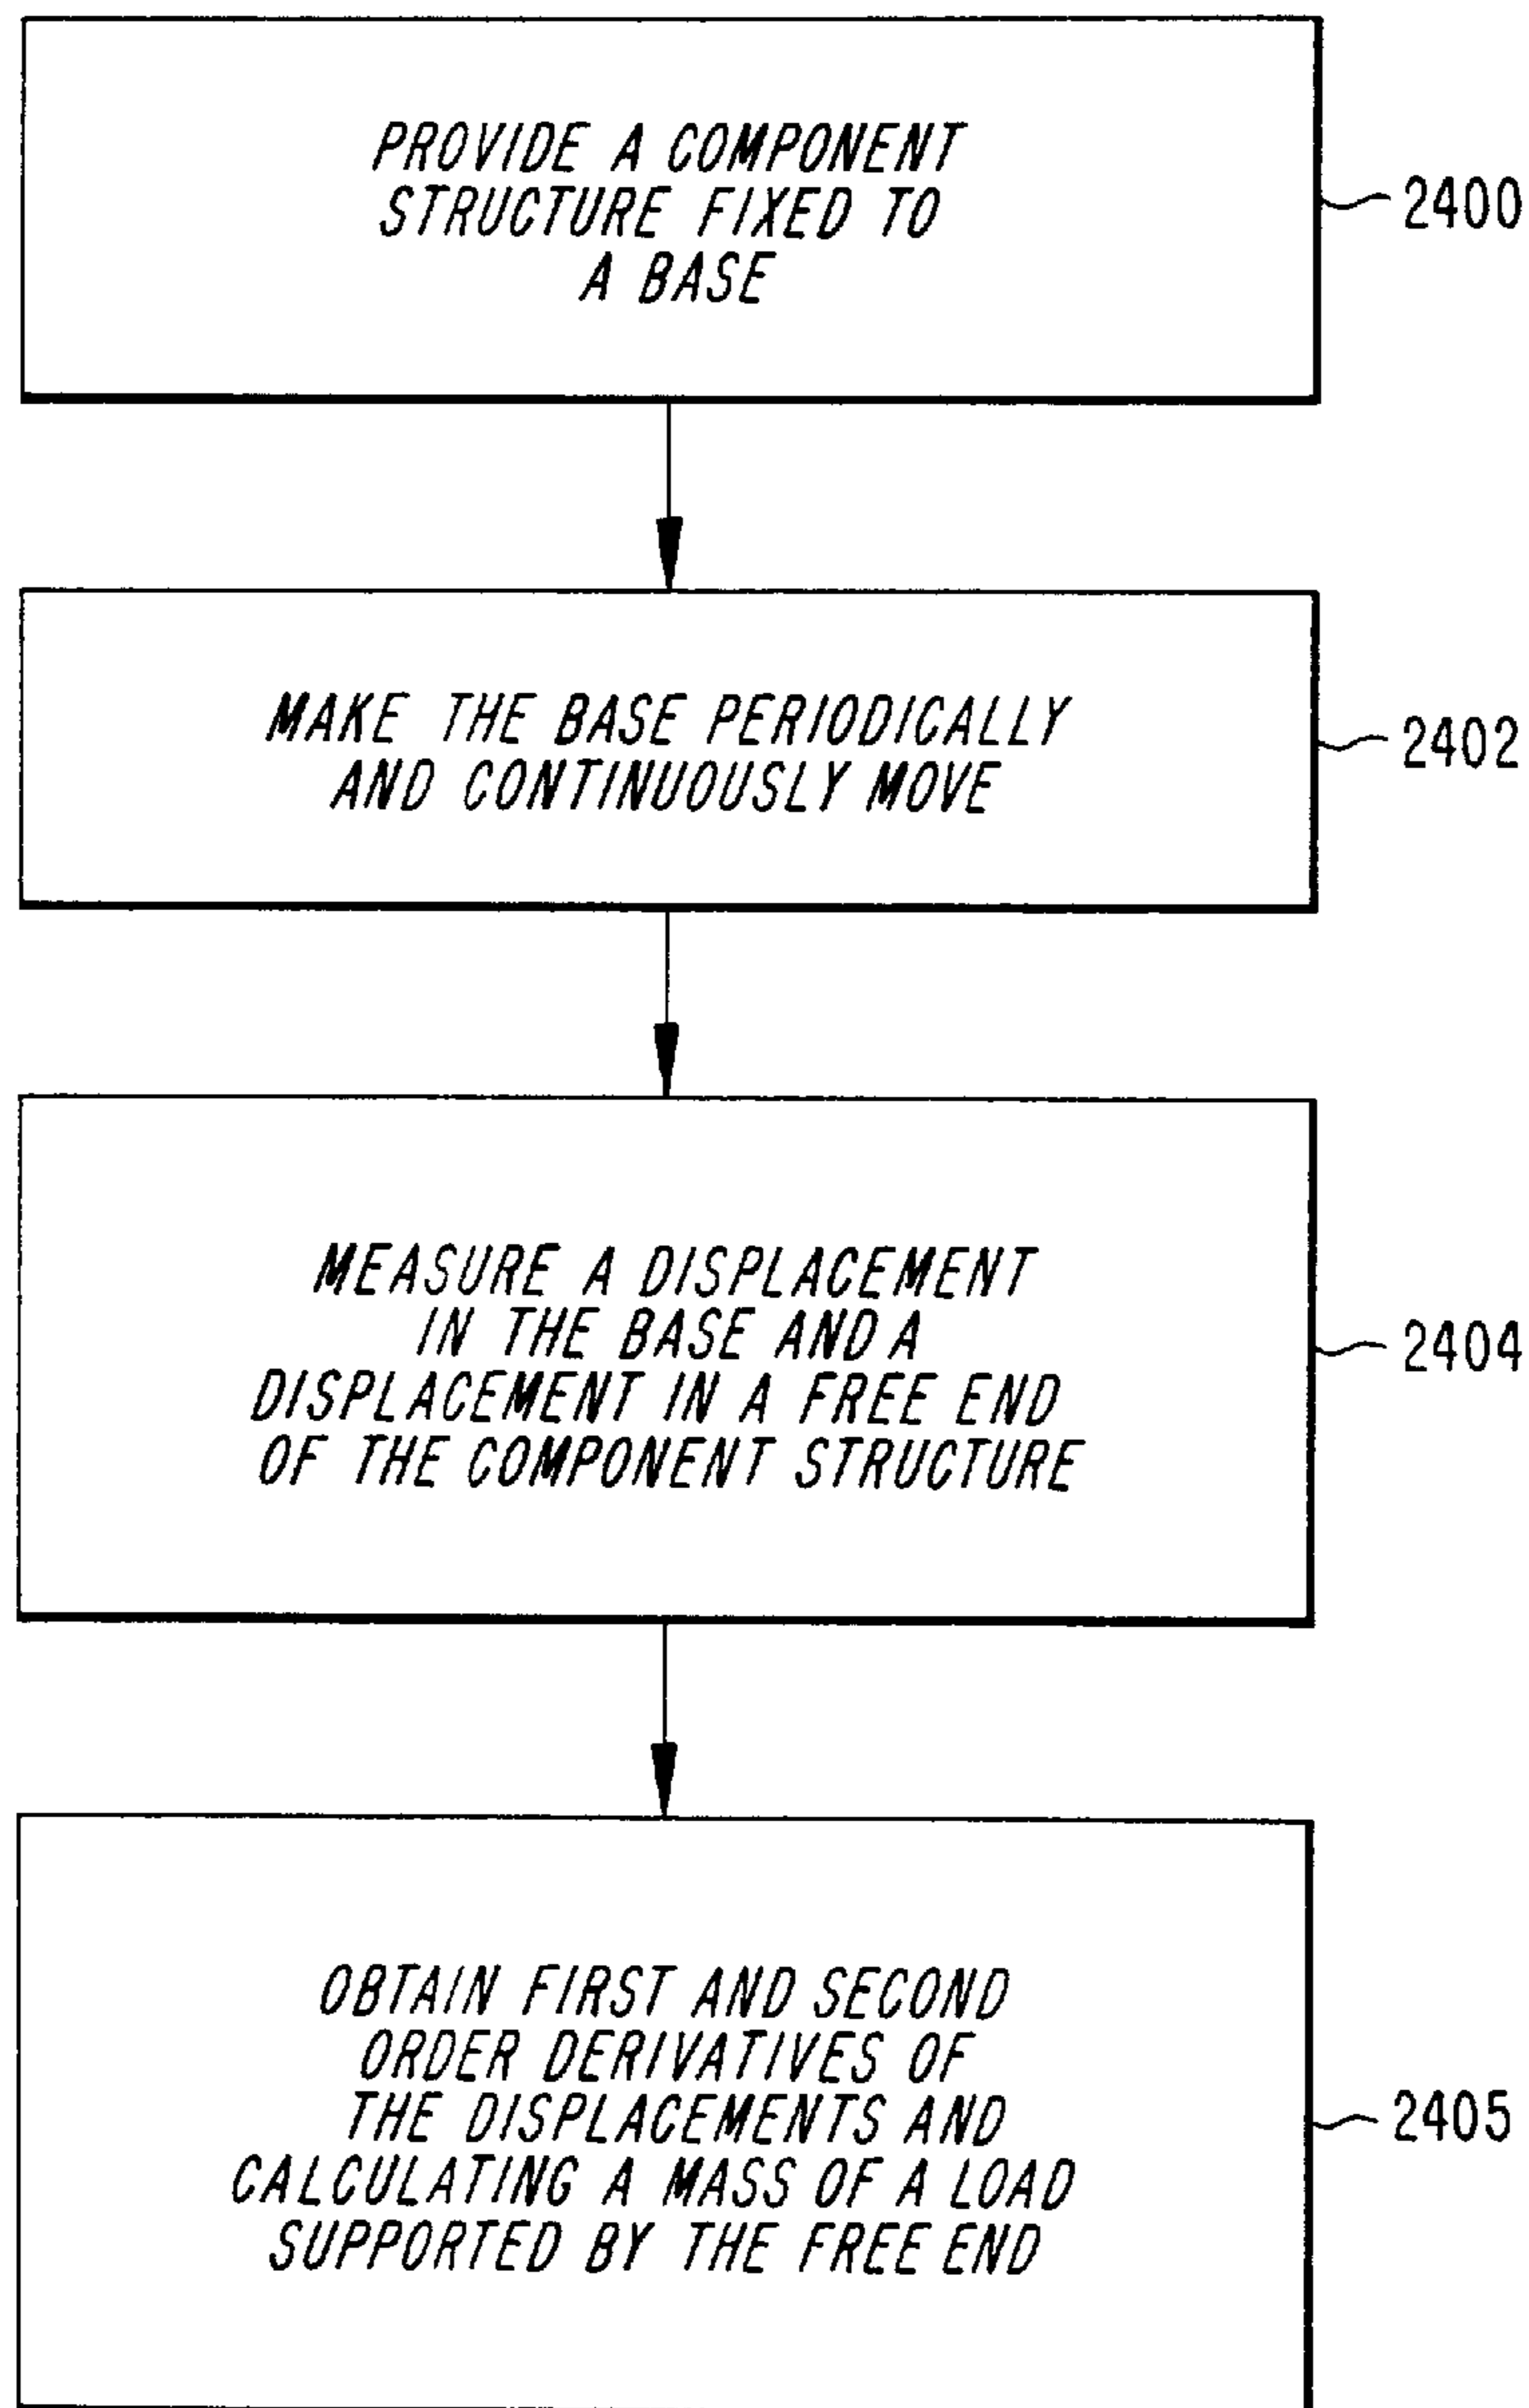 PROVIDE A COMPONENT
STRUCTURE FIXED TO
A BASE
2400
MAKE THE BASE PERIODICALLY
AND CONTINUOUSLY MOVE
2402
MEASURE A DISPLACEMENT
IN THE BASE AND A
DISPLACEMENT IN A FREE END
OF THE COMPONENT STRUCTURE
2404
OBTAIN FIRST AND SECOND
ORDER DERIVATIVES OF
THE DISPLACEMENTS AND
CALCULATING A MASS OF A LOAD
SUPPORTED BY THE FREE END
2405